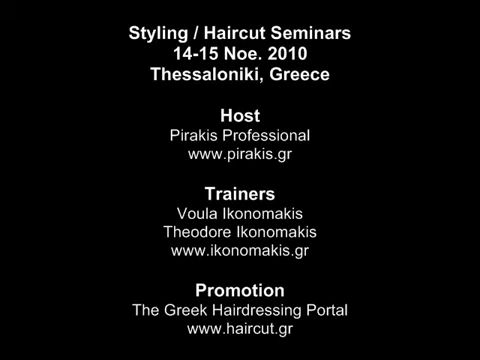 Styling / Haircut Seminars
14-15 Noe. 2010
Thessaloniki, Greece
Host
Pirakis Professional
www.pirakis.gr
Trainers
Voula Ikonomakis
Theodore Ikonomakis
www.ikonomakis.gr
Promotion
The Greek Hairdressing Portal
www.haircut.gr